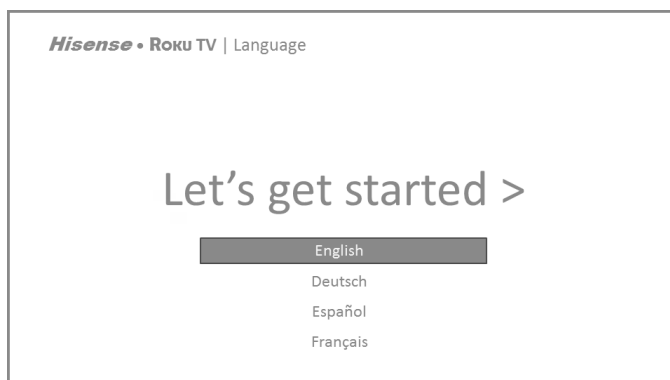 Hisense • ROKU TV | Language
Let's get started >
English
Deutsch
Español
Français